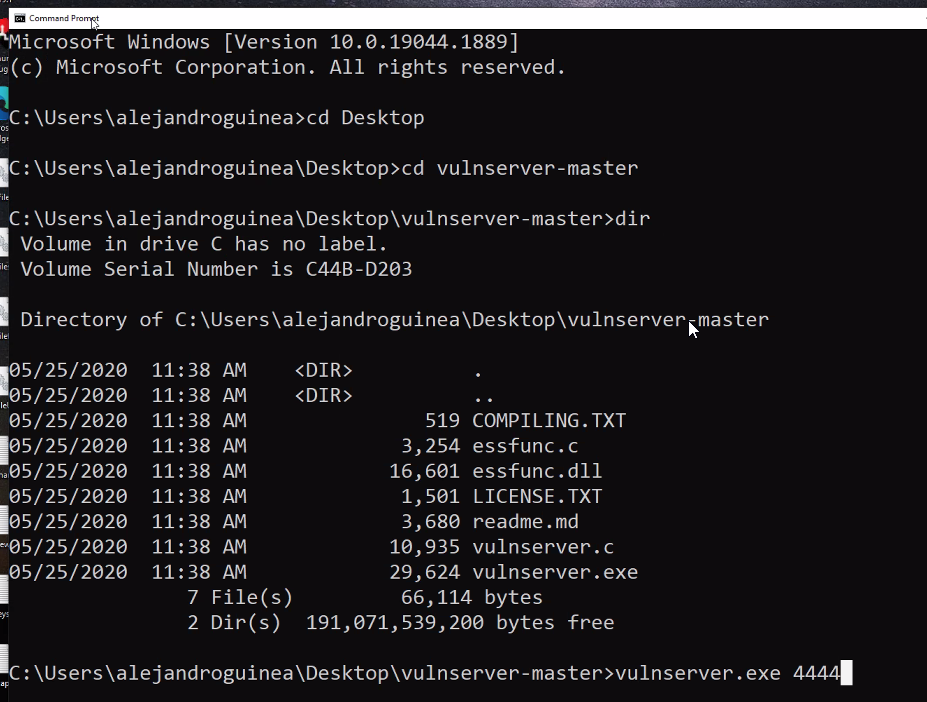 Command Prompt
Microsoft Windows [Version 10.0.19044.1889]
(c) Microsoft Corporation. All rights reserved.
C:\Users\alejandroguinea>cd Desktop
C:\Users\alejandroguinea\Desktop>cd vulnserver-master
C:\Users\alejandroguinea\Desktop\vulnserver-master>dir
Volume in drive C has no label.
Volume Serial Number is C44B-D203
Directory of C:\Users\alejandroguinea\Desktop\vulnserver-master
05/25/2020  11:38 AM    <DIR>          .
05/25/2020  11:38 AM    <DIR>          ..
05/25/2020  11:38 AM               519 COMPILING.TXT
05/25/2020  11:38 AM             3,254 essfunc.c
05/25/2020  11:38 AM            16,601 essfunc.dll
05/25/2020  11:38 AM             1,501 LICENSE.TXT
05/25/2020  11:38 AM             3,680 readme.md
05/25/2020  11:38 AM            10,935 vulnserver.c
05/25/2020  11:38 AM            29,624 vulnserver.exe
7 File(s)         66,114 bytes
2 Dir(s)  191,071,539,200 bytes free
C:\Users\alejandroguinea\Desktop\vulnserver-master>vulnserver.exe 4444